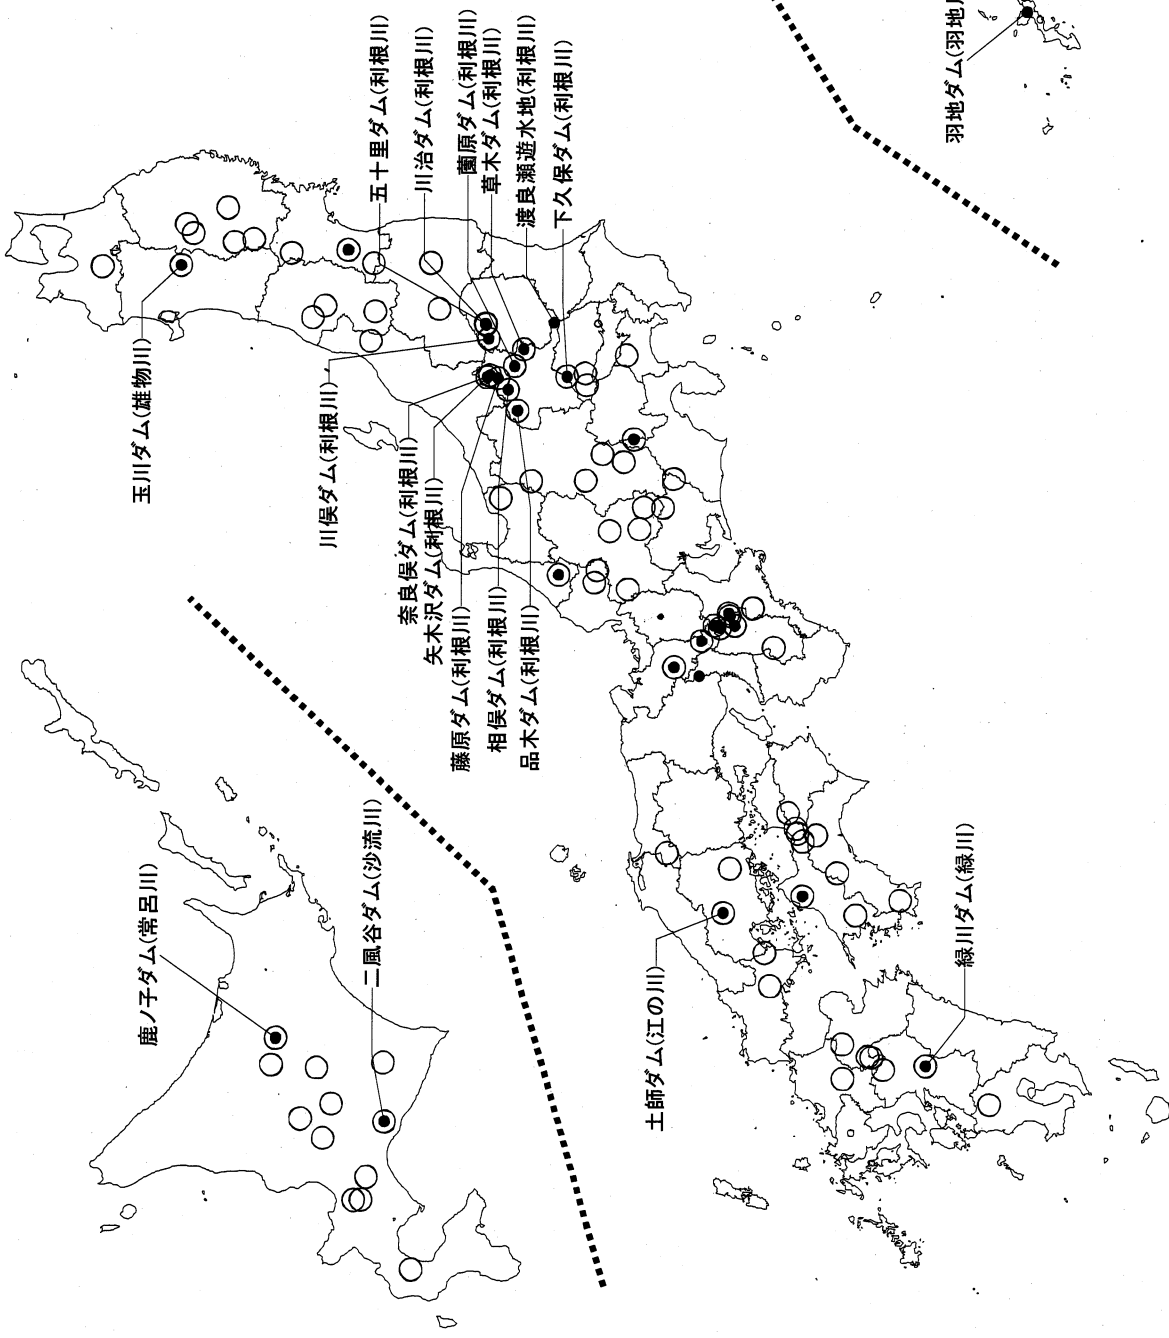 五十里ダム(利根川)
川治ダム(利根川)
薗原ダム(利根川)
草木ダム(利根川)
渡良瀬遊水地(利根川)
下久保ダム(利根川)
羽地ダム(羽地
玉川ダム(雄物川)
川俣ダム(利根川)
奈良俣ダム(利根川)
矢木沢ダム(利根川)
藤原ダム(利根川)
相俣ダム(利根川)
品木ダム(利根川)
鹿ノ子ダム(常呂川)
二風谷ダム(沙流川)
土師ダム(江の川)
緑川ダム(緑川)